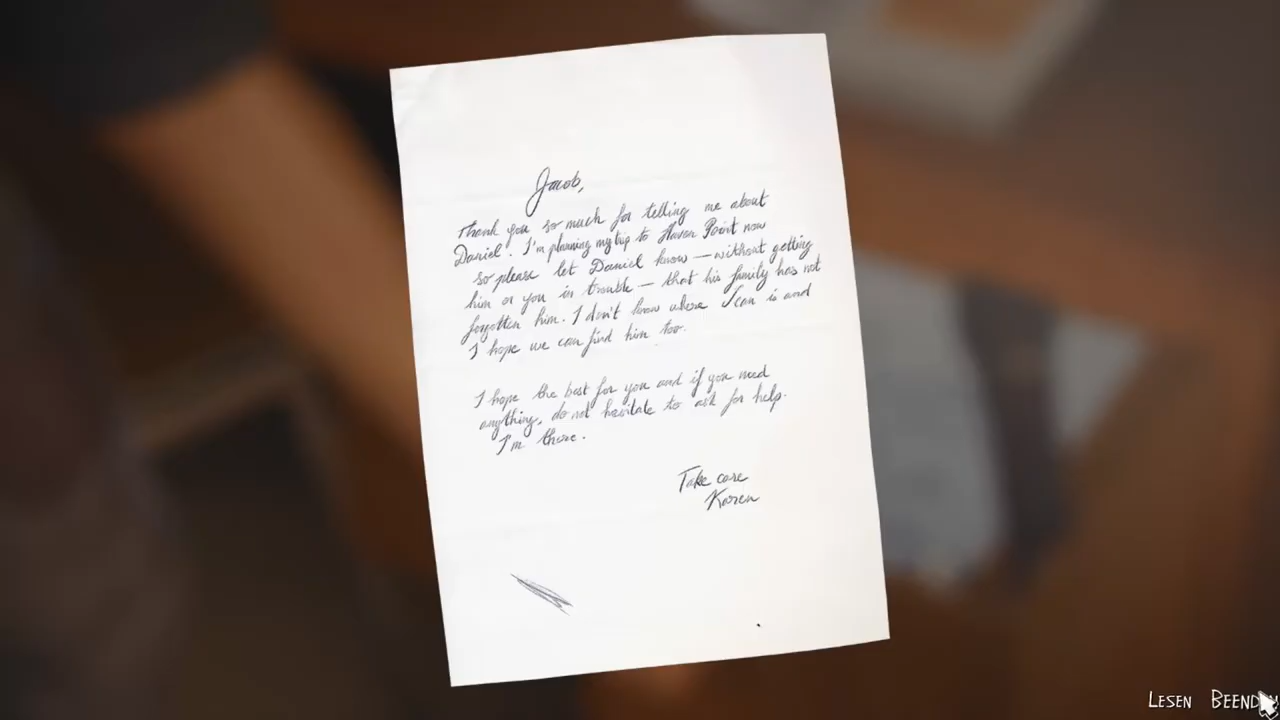 Jacob,
Thank you so much for telling me about
Daniel. I'm planning my trip to Haven Point now
so please let Daniel know — without getting
him or you in trouble — that his family has not
forgotten him. I don't know where Sean is and
I hope we can find him too.
I hope the best for you and if you need
anything, do not hesitate to ask for help.
I'm there.
Take care
Karen
LESEN BEEND